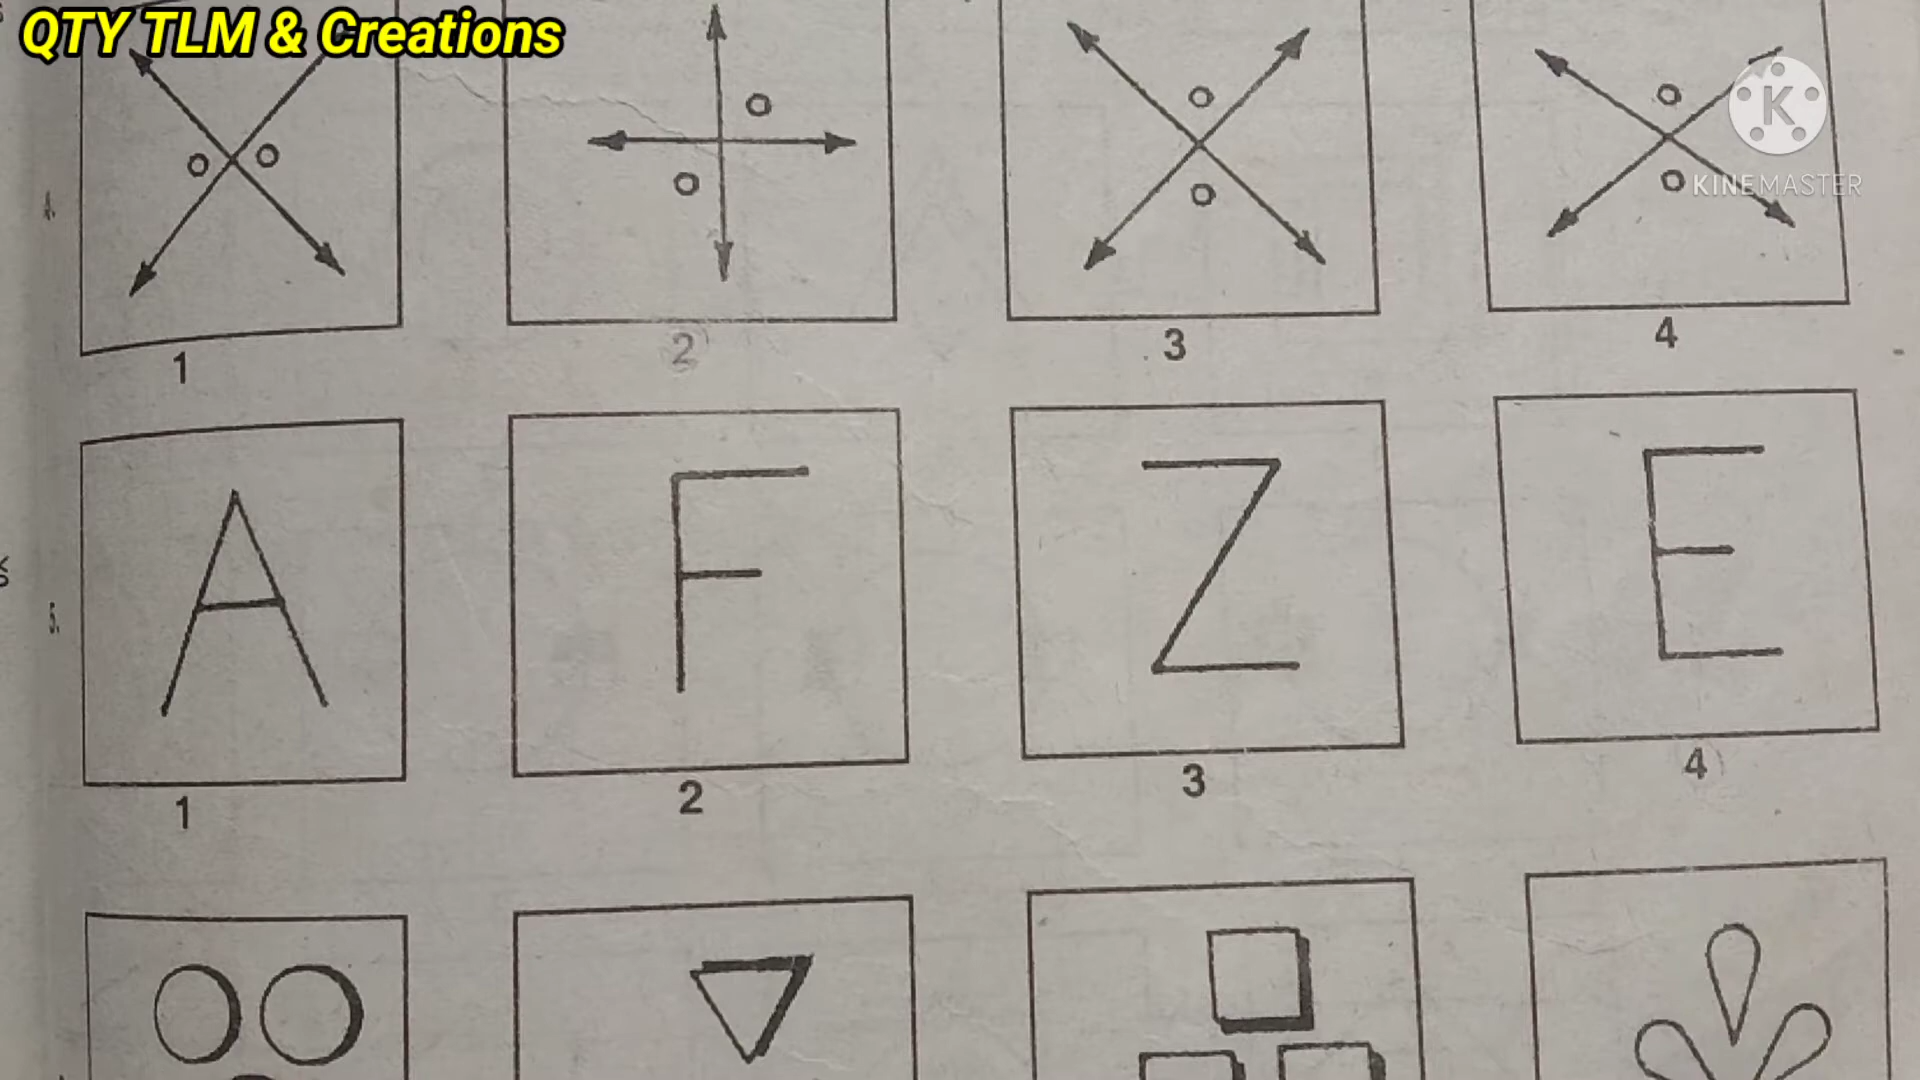 QTY TLM & Creations
K
KINEMASTER
1 2 3 4
A F Z E
1 2 3 4